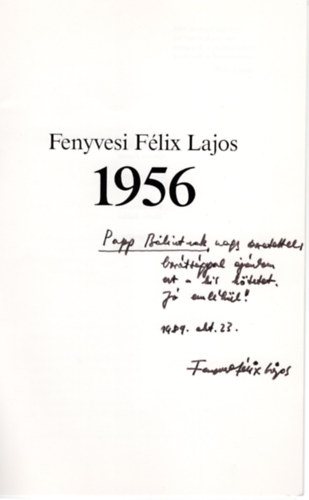 Fenyvesi Félix Lajos
1956
Papp Bálintnak, nagy szeretettel,
barátsággal ajánlom
ezt a kis kötetet.
Jó emlékül!
1989. okt. 23.
Fenyvesi Félix Lajos